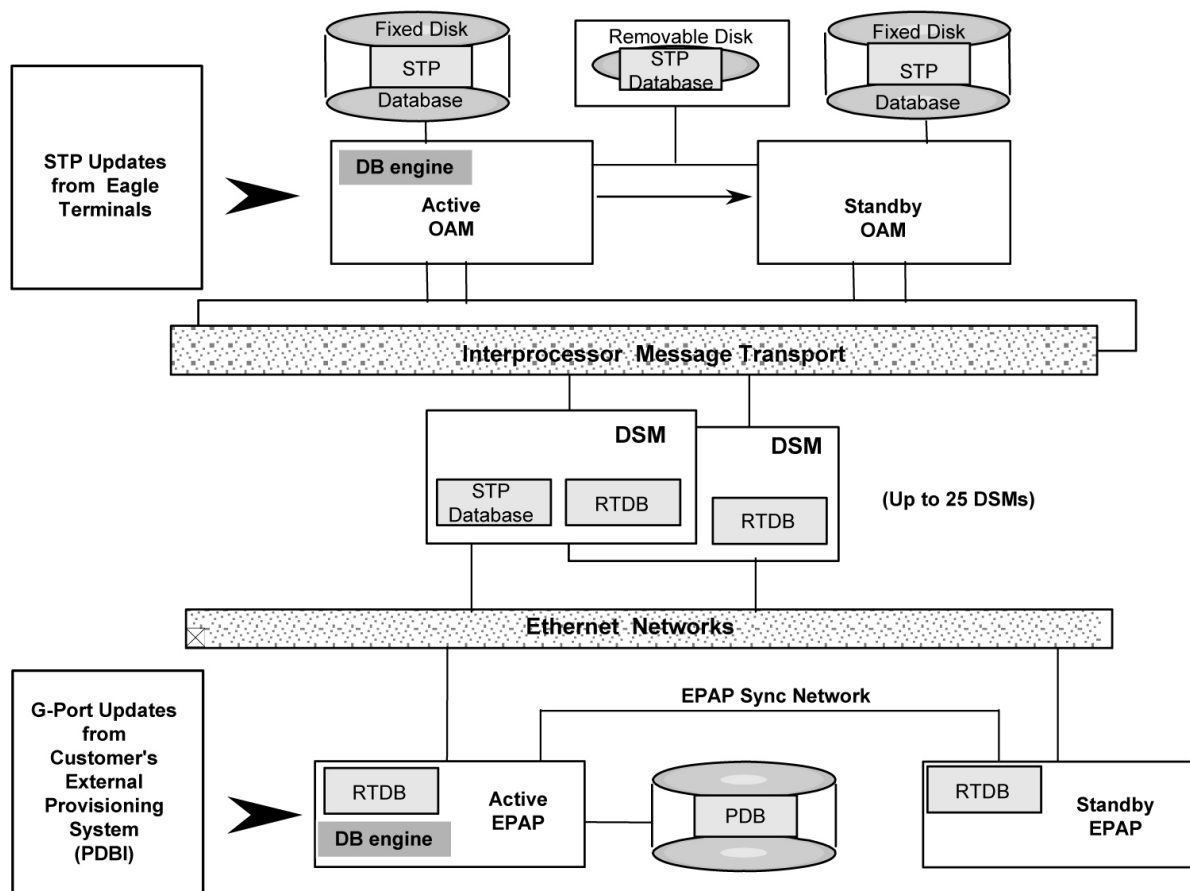 Fixed Disk
STP
Database
Removable Disk
STP
Database
Fixed Disk
STP
Database
STP Updates
from Eagle
Terminals
DB engine
Active
OAM
Standby
OAM
Interprocessor Message Transport
DSM
STP
Database
RTDB
DSM
RTDB
(Up to 25 DSMs)
Ethernet Networks
G-Port Updates
from
Customer's
External
Provisioning
System
(PDBI)
EPAP Sync Network
RTDB
DB engine
Active
EPAP
PDB
RTDB
Standby
EPAP